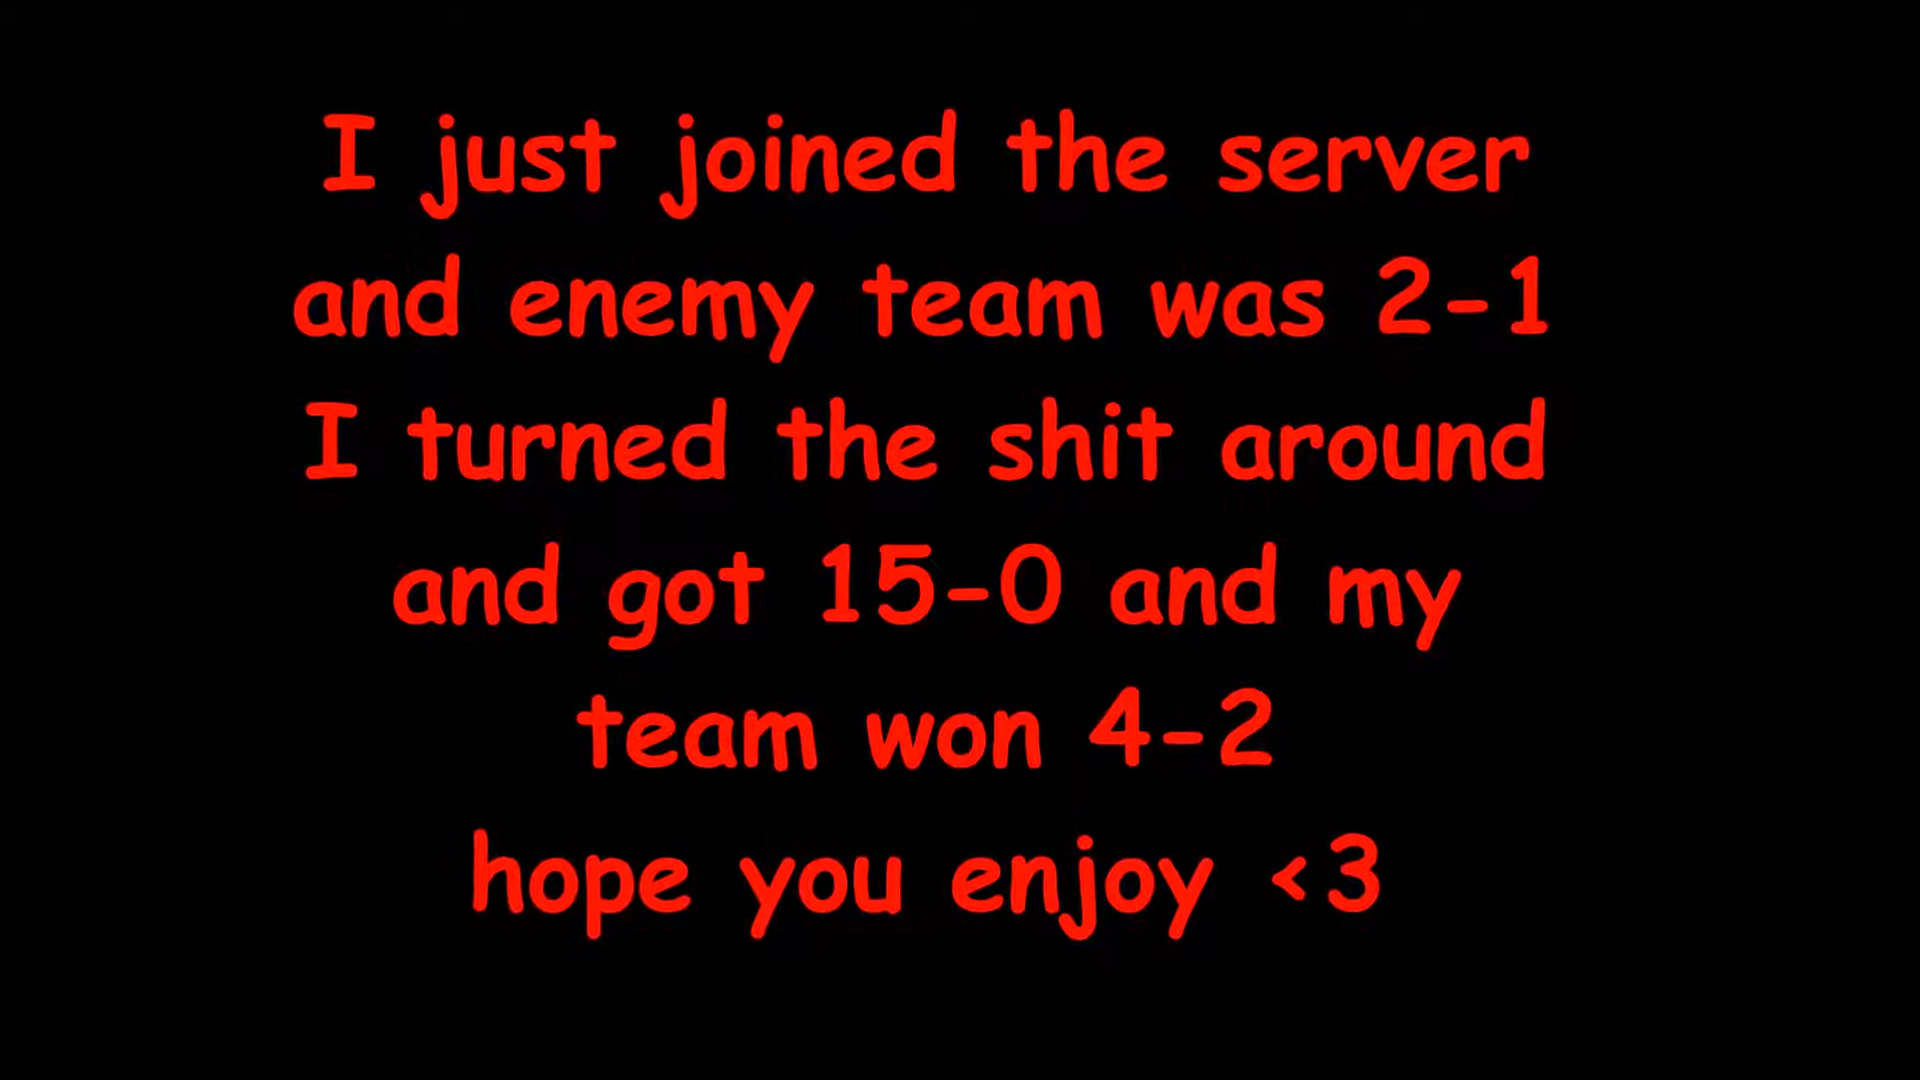 I just joined the server
and enemy team was 2-1
I turned the shit around
and got 15-0 and my
team won 4-2
hope you enjoy <3